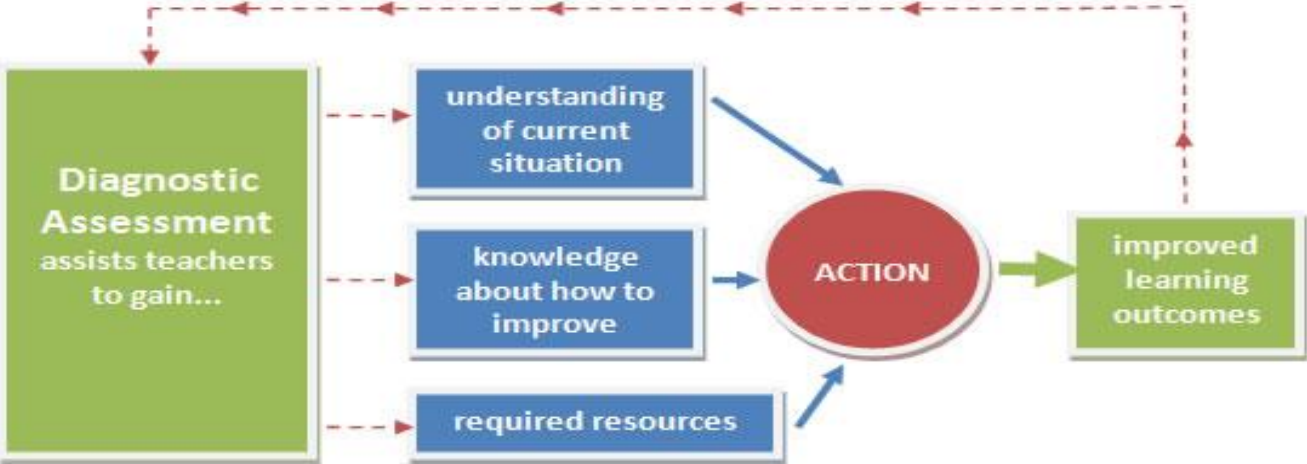 Diagnostic
Assessment
assists teachers
to gain...
understanding
of current
situation
knowledge
about how to
improve
required resources
ACTION
improved
learning
outcomes